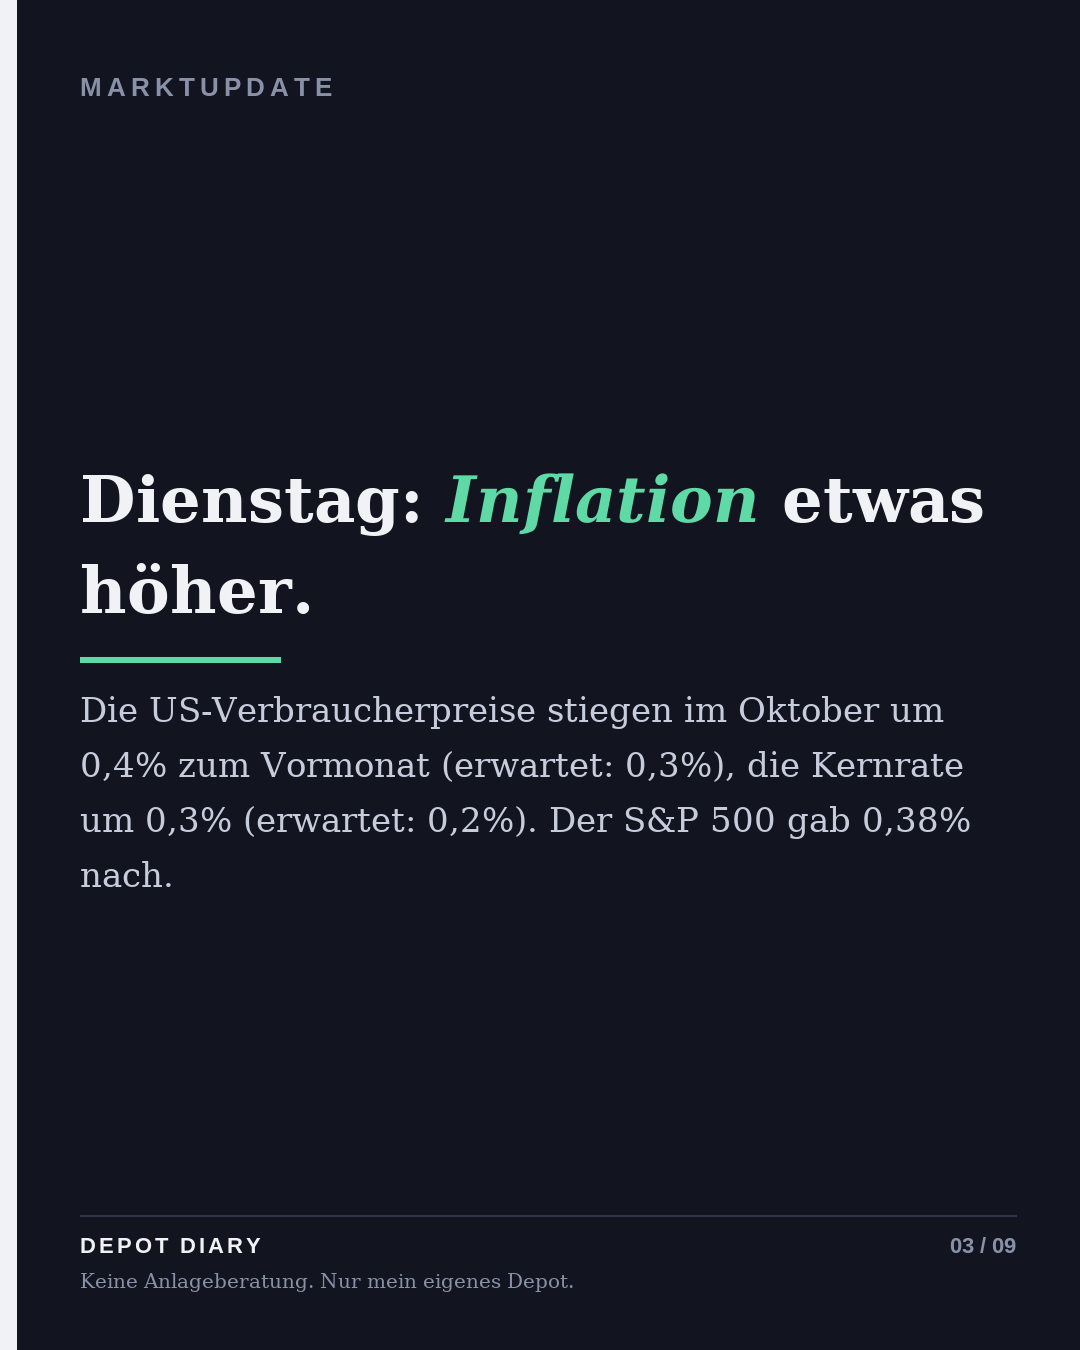 MARKTUPDATE
Dienstag: Inflation etwas
höher.
Die US-Verbraucherpreise stiegen im Oktober um
0,4% zum Vormonat (erwartet: 0,3%), die Kernrate
um 0,3% (erwartet: 0,2%). Der S&P 500 gab 0,38%
nach.
DEPOT DIARY
03 / 09
Keine Anlageberatung. Nur mein eigenes Depot.